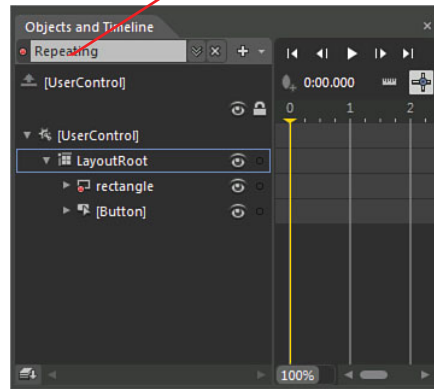 Objects and Timeline
Repeating
[UserControl]
0:00.000
0 1 2
[UserControl]
LayoutRoot
rectangle
[Button]
100%